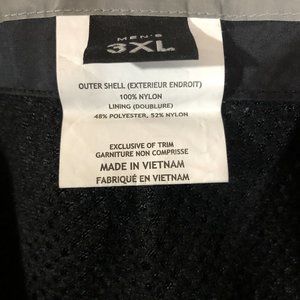 MEN'S
3XL
OUTER SHELL (EXTERIEUR ENDROIT)
100% NYLON
LINING (DOUBLURE)
48% POLYESTER, 52% NYLON
EXCLUSIVE OF TRIM
GARNITURE NON COMPRISE
MADE IN VIETNAM
FABRIQUÉ EN VIETNAM